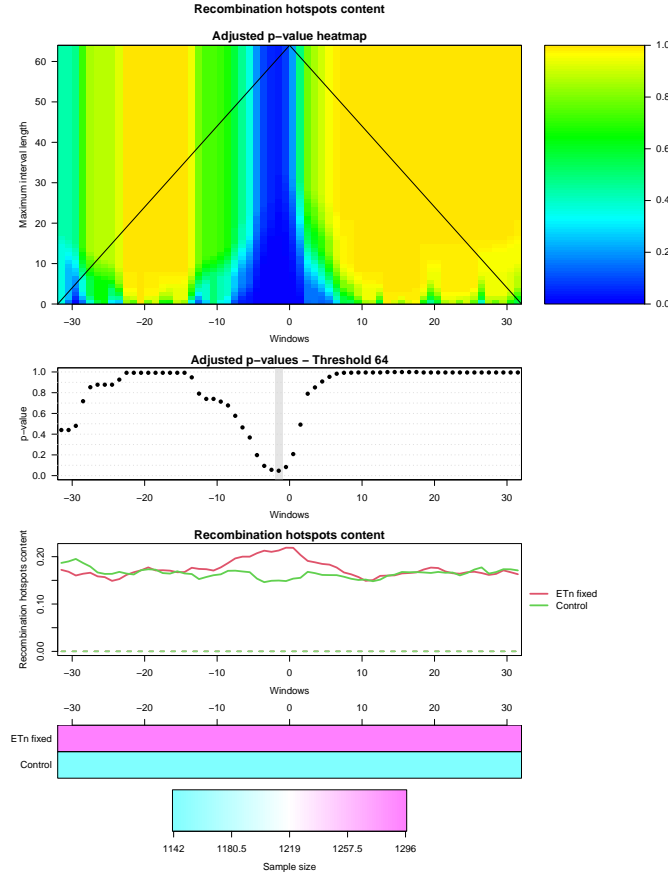 Recombination hotspots content
Adjusted p-value heatmap
Maximum interval length
60
50
40
30
20
10
0
−30 −20 −10 0 10 20 30
Windows
1.0
0.8
0.6
0.4
0.2
0.0
Adjusted p-values − Threshold 64
p-value
1.0
0.8
0.6
0.4
0.2
0.0
−30 −20 −10 0 10 20 30
Windows
Recombination hotspots content
Recombination hotspots content
0.20
0.10
0.00
−30 −20 −10 0 10 20 30
Windows
ETn fixed
Control
−30 −20 −10 0 10 20 30
ETn fixed
Control
1142 1180.5 1219 1257.5 1296
Sample size